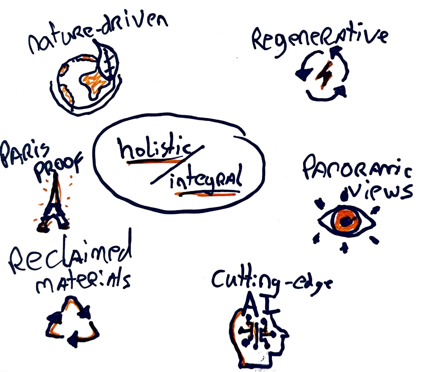 nature-driven
Regenerative
holistic/
integral
Paris
Proof
Panoramic
Views
Reclaimed
materials
Cutting-edge
AI